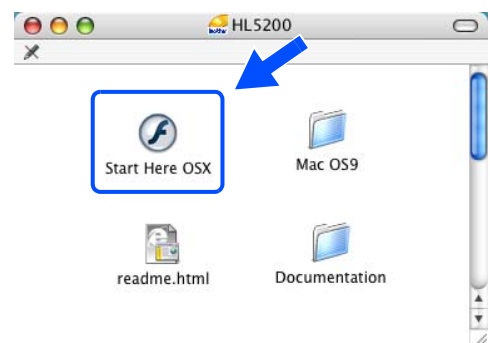 HL5200
Start Here OSX
Mac OS9
readme.html
Documentation